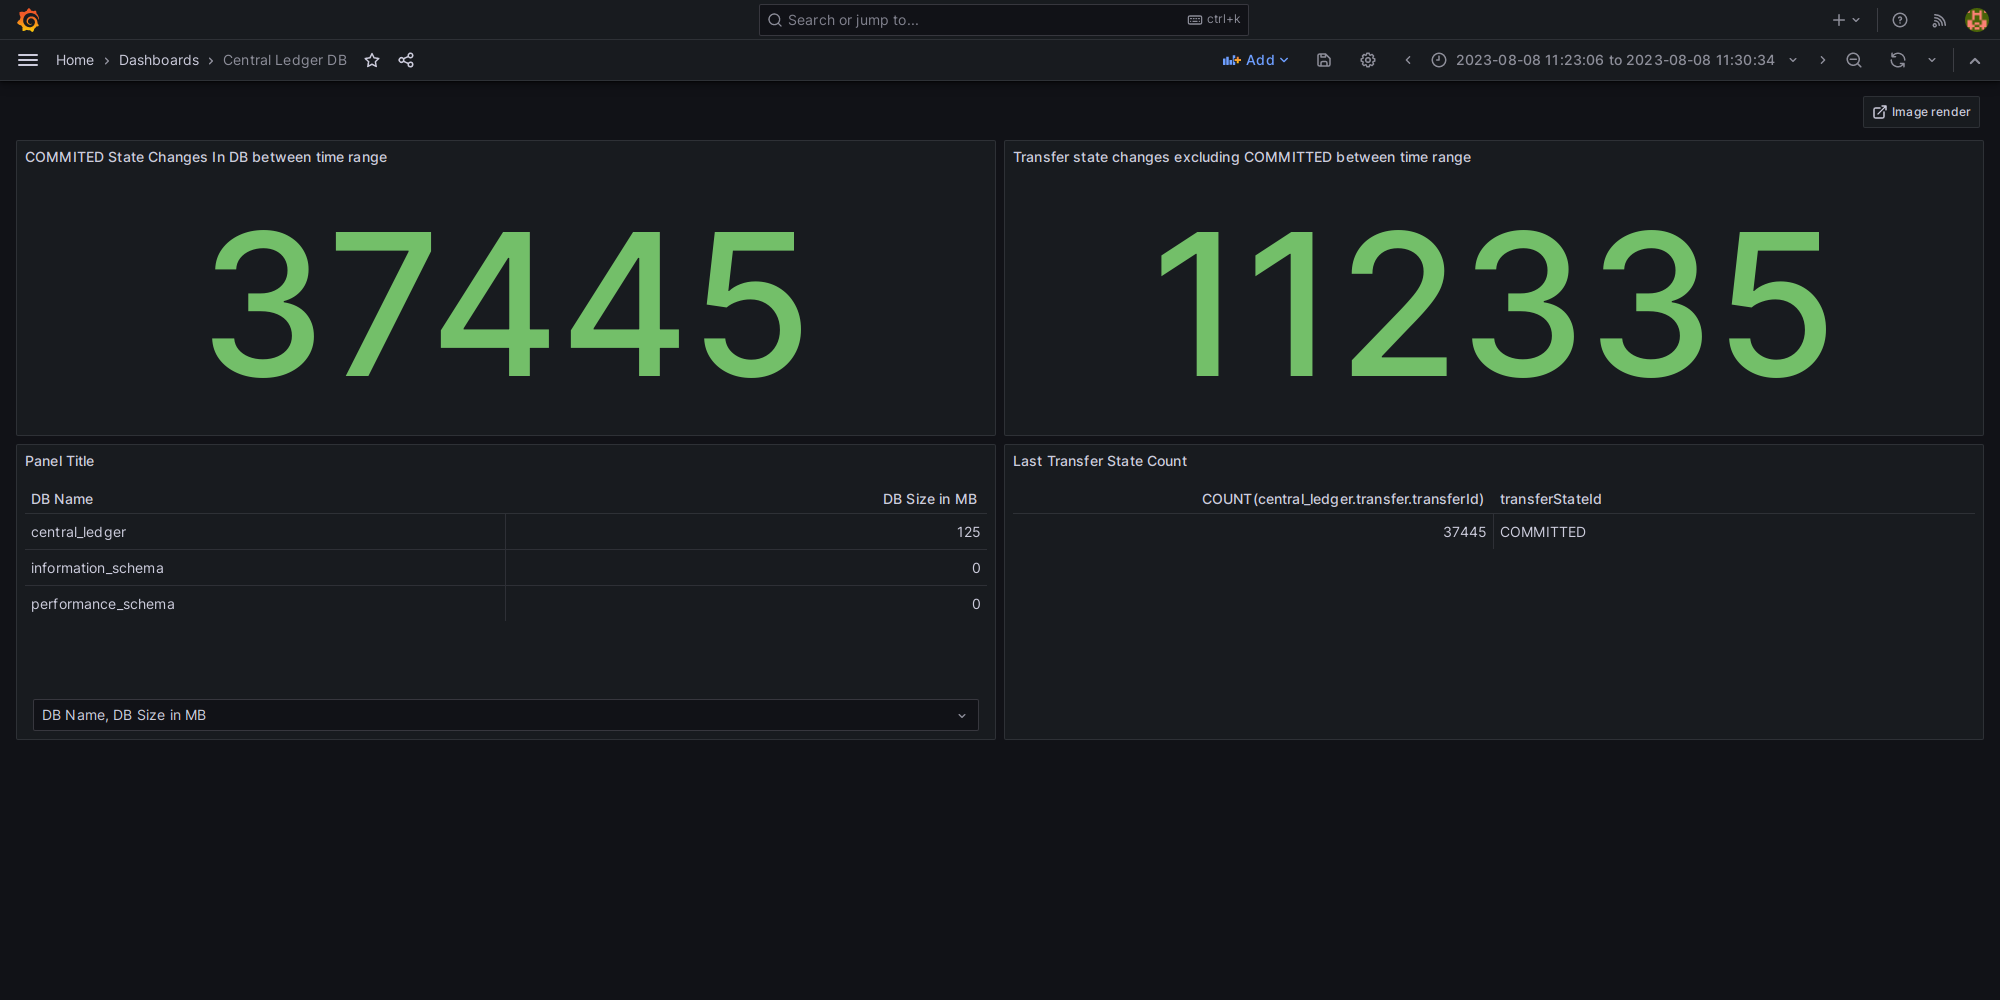 Search or jump to...
ctrl+k
Home
Dashboards
Central Ledger DB
Add
2023-08-08 11:23:06 to 2023-08-08 11:30:34
Image render
COMMITED State Changes In DB between time range
37445
Transfer state changes excluding COMMITTED between time range
112335
Panel Title
DB Name DB Size in MB
central_ledger 125
information_schema 0
performance_schema 0
DB Name, DB Size in MB
Last Transfer State Count
COUNT(central_ledger.transfer.transferId) transferStateId
37445 COMMITTED